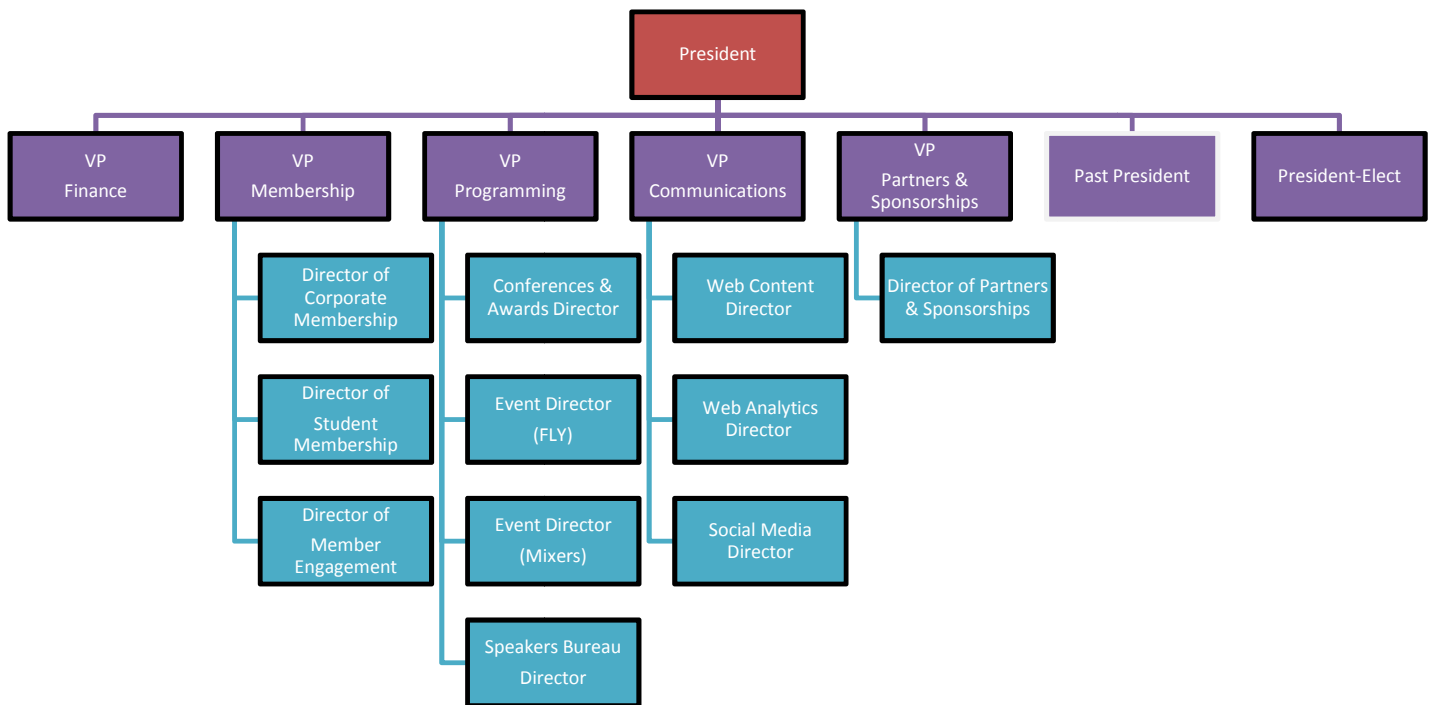 President
VP
Finance
VP
Membership
VP
Programming
VP
Communications
VP
Partners &
Sponsorships
Past President
President-Elect
Director of
Corporate
Membership
Conferences &
Awards Director
Web Content
Director
Director of Partners
& Sponsorships
Director of
Student
Membership
Event Director
(FLY)
Web Analytics
Director
Director of
Member
Engagement
Event Director
(Mixers)
Social Media
Director
Speakers Bureau
Director